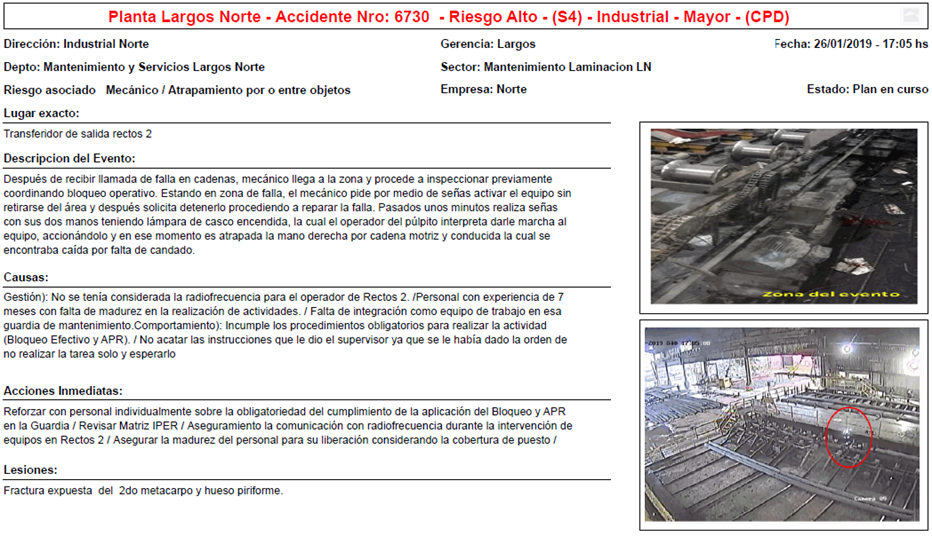 Planta Largos Norte - Accidente Nro: 6730 - Riesgo Alto - (S4) - Industrial - Mayor - (CPD)
Dirección: Industrial Norte
Gerencia: Largos
Fecha: 26/01/2019 - 17:05 hs
Depto: Mantenimiento y Servicios Largos Norte
Sector: Mantenimiento Laminacion LN
Riesgo asociado Mecánico / Atrapamiento por o entre objetos
Empresa: Norte
Estado: Plan en curso
Lugar exacto:
Transferidor de salida rectos 2
Descripcion del Evento:
Después de recibir llamada de falla en cadenas, mecánico llega a la zona y procede a inspeccionar previamente
coordinando bloqueo operativo. Estando en zona de falla, el mecánico pide por medio de señas activar el equipo sin
retirarse del área y después solicita detenerlo procediendo a reparar la falla. Pasados unos minutos realiza señas
con sus dos manos teniendo lámpara de casco encendida, la cual el operador del púlpito interpreta darle marcha al
equipo, accionándolo y en ese momento es atrapada la mano derecha por cadena motriz y conducida la cual se
encontraba caída por falta de candado.
Causas:
Gestión): No se tenía considerada la radiofrecuencia para el operador de Rectos 2. /Personal con experiencia de 7
meses con falta de madurez en la realización de actividades. / Falta de integración como equipo de trabajo en esa
guardia de mantenimiento.Comportamiento): Incumple los procedimientos obligatorios para realizar la actividad
(Bloqueo Efectivo y APR). / No acatar las instrucciones que le dio el supervisor ya que se le había dado la orden de
no realizar la tarea solo y esperarlo
Acciones Inmediatas:
Reforzar con personal individualmente sobre la obligatoriedad del cumplimiento de la aplicación del Bloqueo y APR
en la Guardia / Revisar Matriz IPER / Aseguramiento la comunicación con radiofrecuencia durante la intervención de
equipos en Rectos 2 / Asegurar la madurez del personal para su liberación considerando la cobertura de puesto /
Lesiones:
Fractura expuesta del 2do metacarpo y hueso piriforme.
Zona del evento
17:05:00
Camera 09